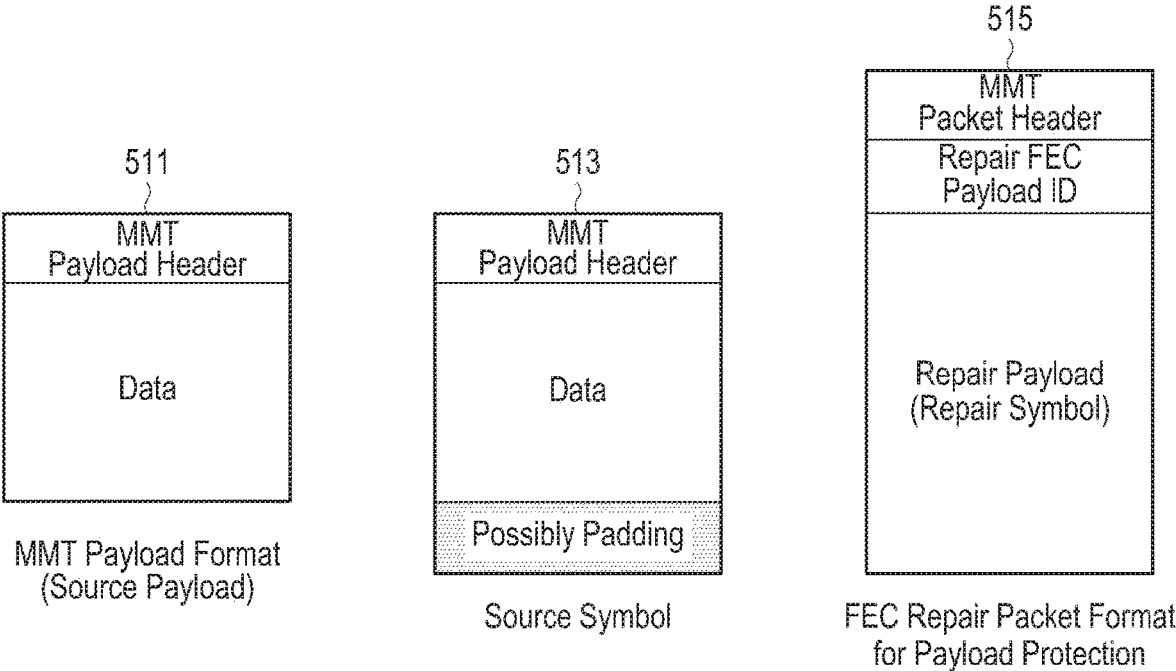 511
MMT
Payload Header
Data
MMT Payload Format
(Source Payload)
513
MMT
Payload Header
Data
Possibly Padding
Source Symbol
515
MMT
Packet Header
Repair FEC
Payload ID
Repair Payload
(Repair Symbol)
FEC Repair Packet Format
for Payload Protection